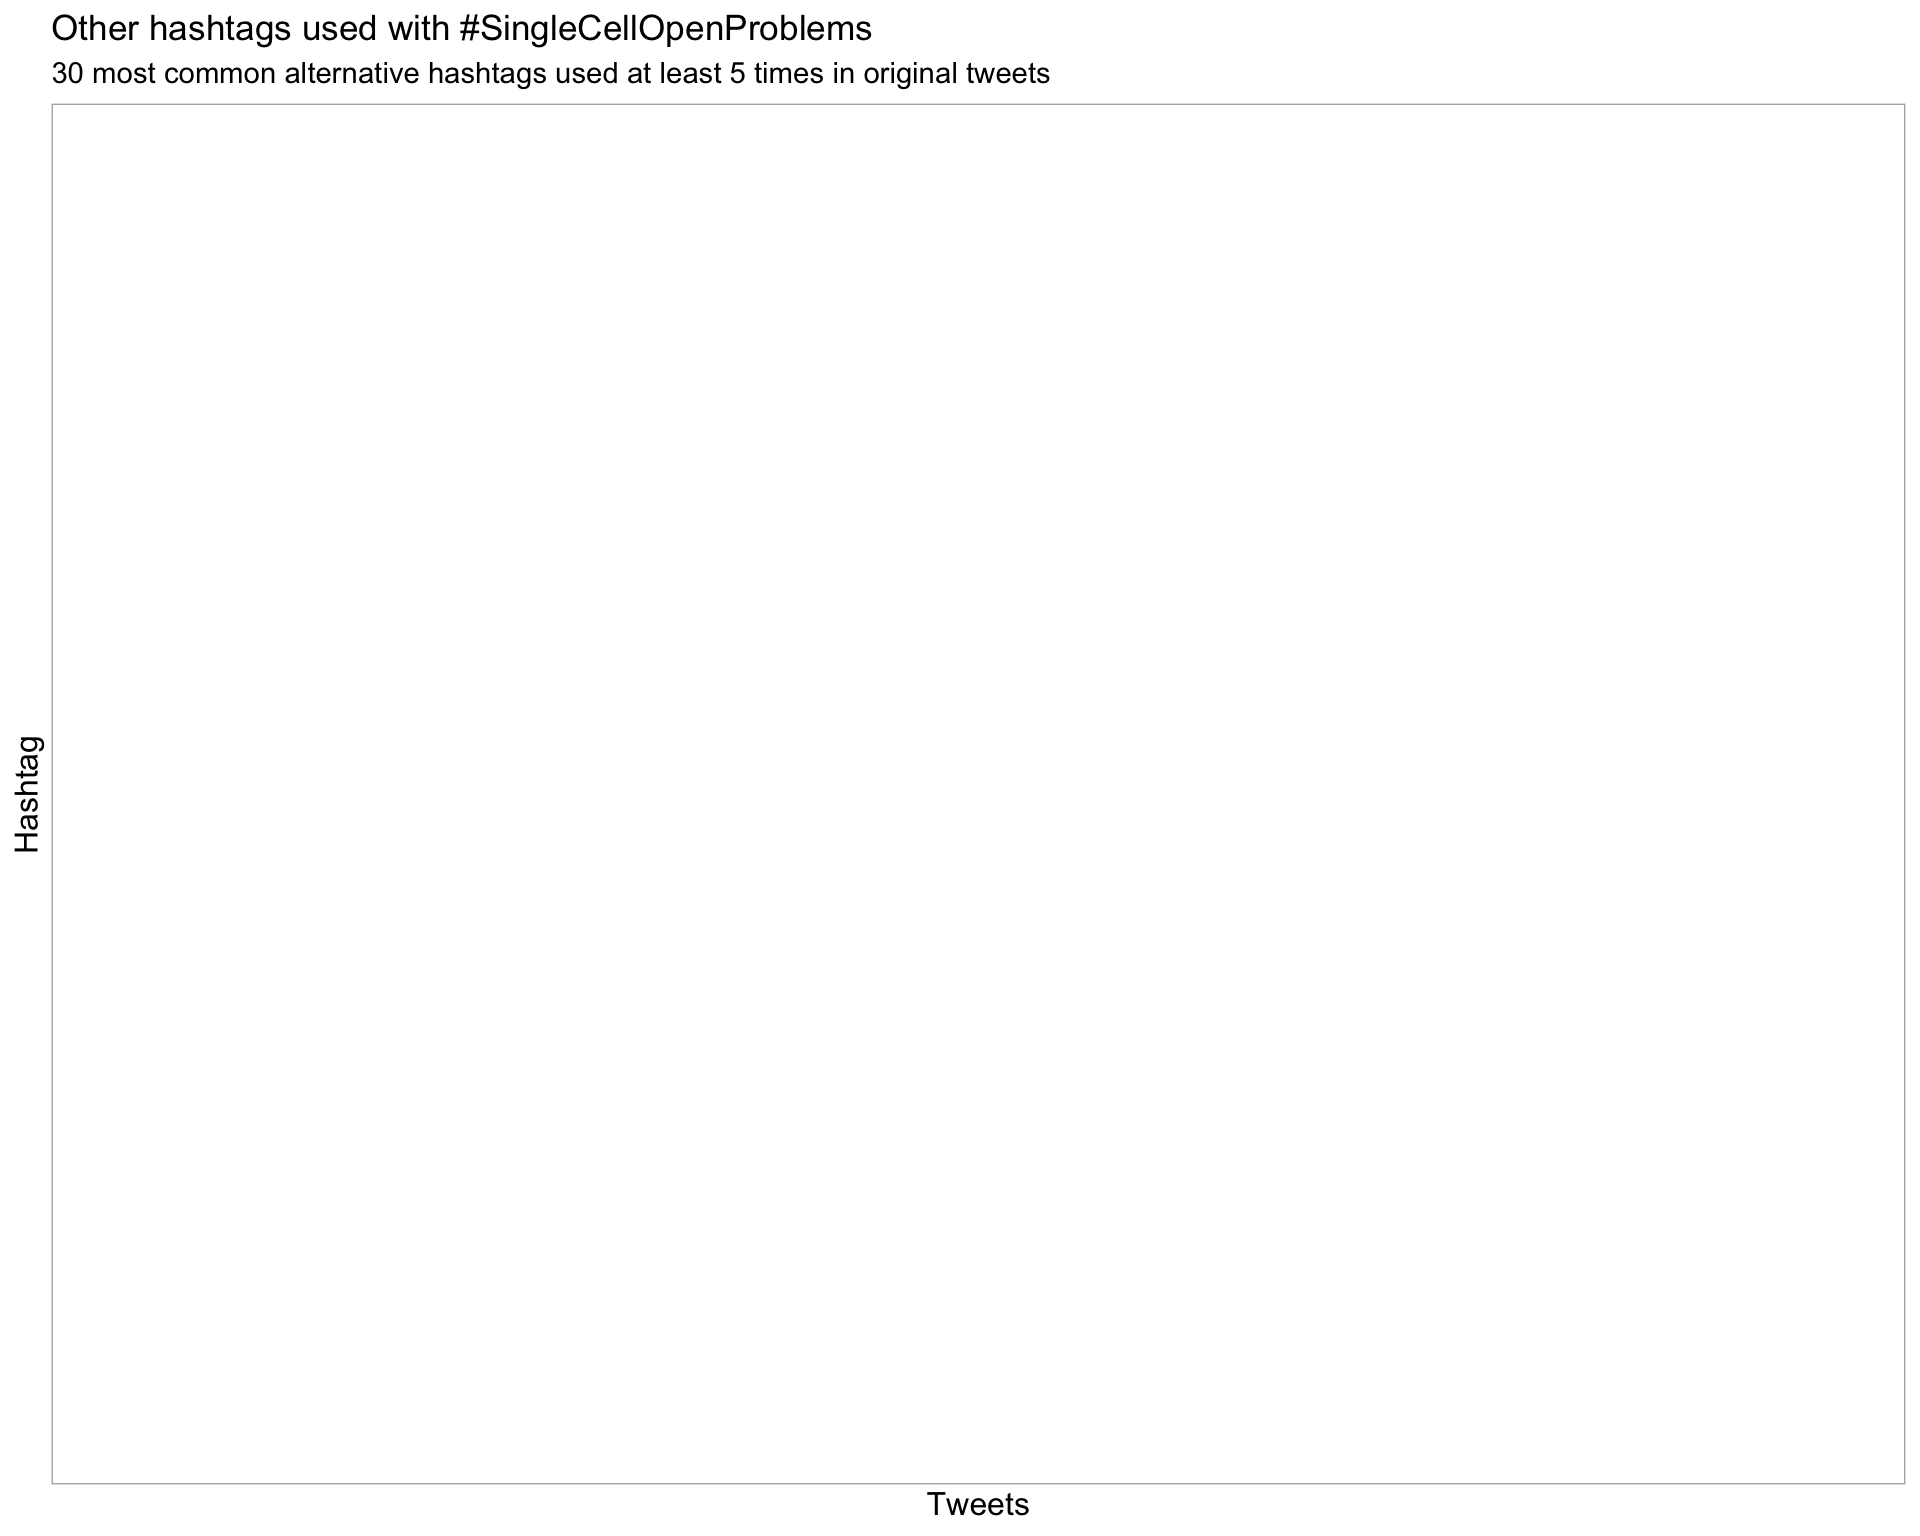 Other hashtags used with #SingleCellOpenProblems
30 most common alternative hashtags used at least 5 times in original tweets
Hashtag
Tweets